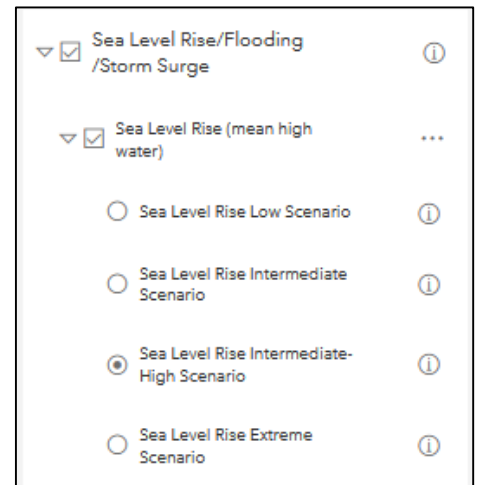 Sea Level Rise/Flooding
/Storm Surge
Sea Level Rise (mean high
water)
Sea Level Rise Low Scenario
Sea Level Rise Intermediate
Scenario
Sea Level Rise Intermediate-
High Scenario
Sea Level Rise Extreme
Scenario